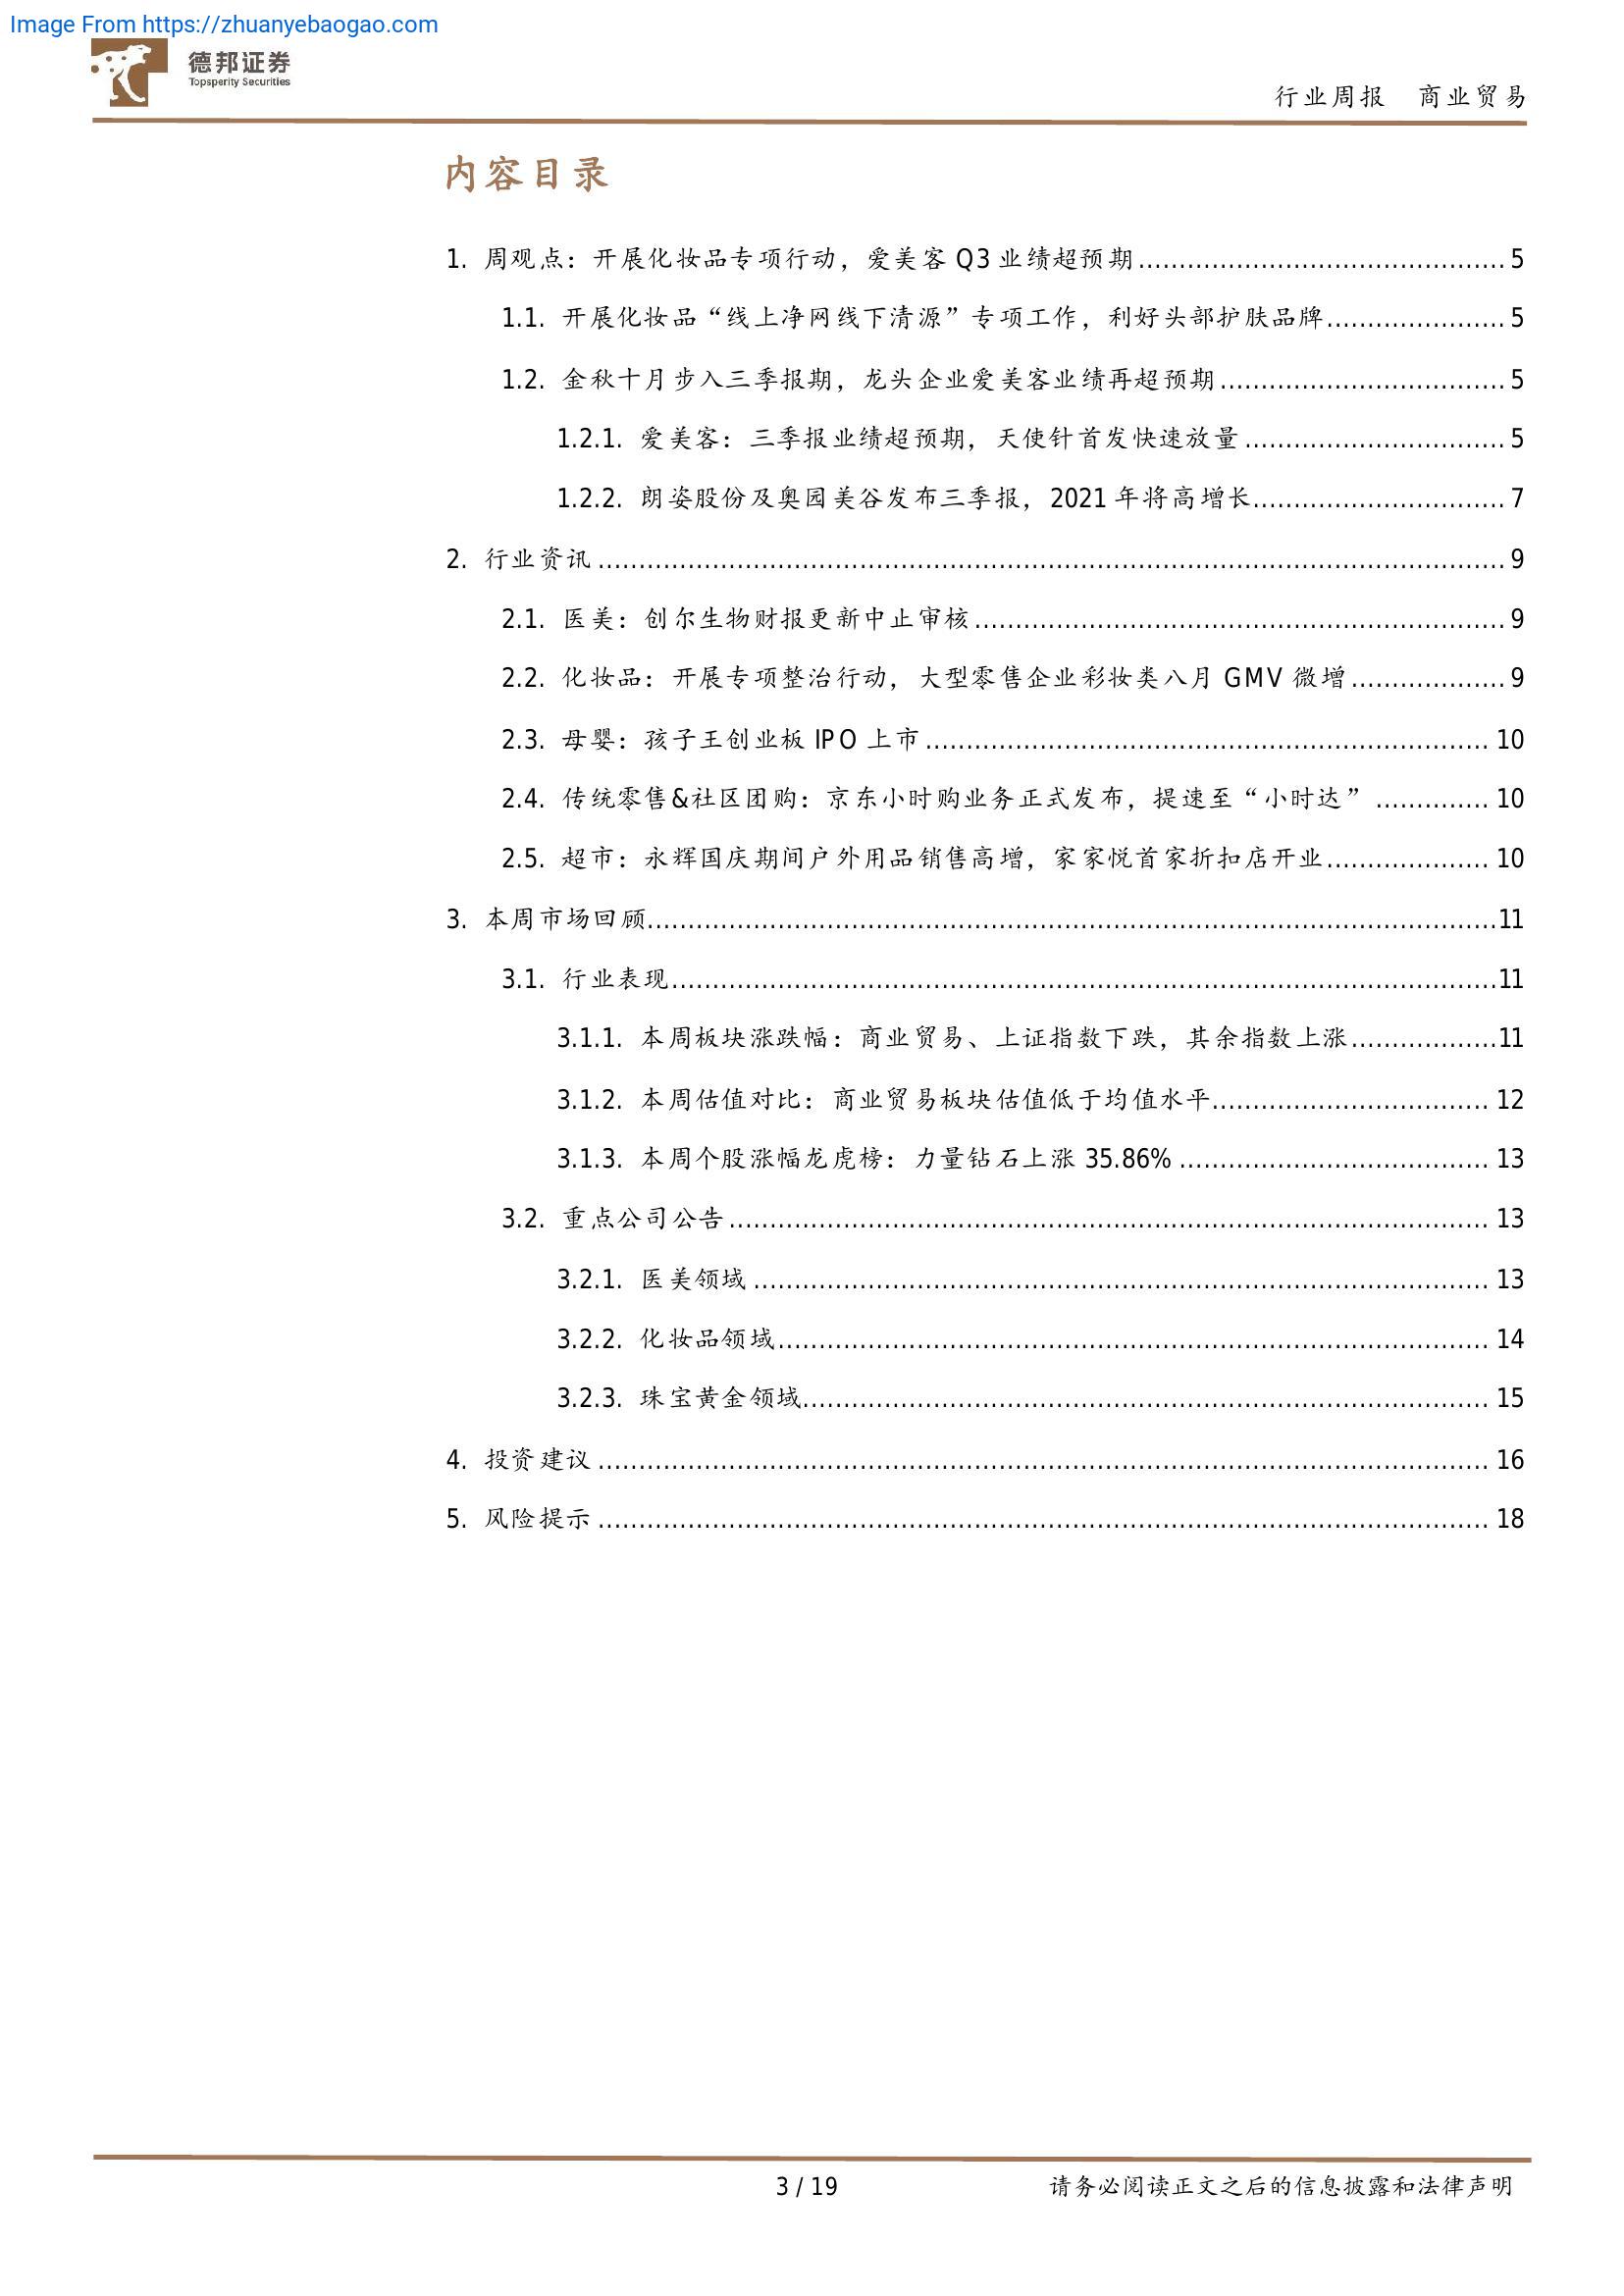 Image From https://zhuanyebaogao.com
德邦证券
Topsperity Securities
行业周报 商业贸易
内容目录
1. 周观点：开展化妆品专项行动，爱美客 Q3 业绩超预期 ............................................. 5
1.1. 开展化妆品“线上净网线下清源”专项工作，利好头部护肤品牌 ...................... 5
1.2. 金秋十月步入三季报期，龙头企业爱美客业绩再超预期 ................................... 5
1.2.1. 爱美客：三季报业绩超预期，天使针首发快速放量 ................................ 5
1.2.2. 朗姿股份及奥园美谷发布三季报，2021 年将高增长 ............................... 7
2. 行业资讯 ................................................................................................................ 9
2.1. 医美：创尔生物财报更新中止审核 ................................................................. 9
2.2. 化妆品：开展专项整治行动，大型零售企业彩妆类八月 GMV 微增 ................... 9
2.3. 母婴：孩子王创业板 IPO 上市 ..................................................................... 10
2.4. 传统零售&社区团购：京东小时购业务正式发布，提速至“小时达” .............. 10
2.5. 超市：永辉国庆期间户外用品销售高增，家家悦首家折扣店开业 .................... 10
3. 本周市场回顾 ........................................................................................................ 11
3.1. 行业表现 ..................................................................................................... 11
3.1.1. 本周板块涨跌幅：商业贸易、上证指数下跌，其余指数上涨 .................. 11
3.1.2. 本周估值对比：商业贸易板块估值低于均值水平 .................................. 12
3.1.3. 本周个股涨幅龙虎榜：力量钻石上涨 35.86% ...................................... 13
3.2. 重点公司公告 .............................................................................................. 13
3.2.1. 医美领域 .......................................................................................... 13
3.2.2. 化妆品领域 ....................................................................................... 14
3.2.3. 珠宝黄金领域 .................................................................................... 15
4. 投资建议 .............................................................................................................. 16
5. 风险提示 .............................................................................................................. 18
3 / 19 请务必阅读正文之后的信息披露和法律声明